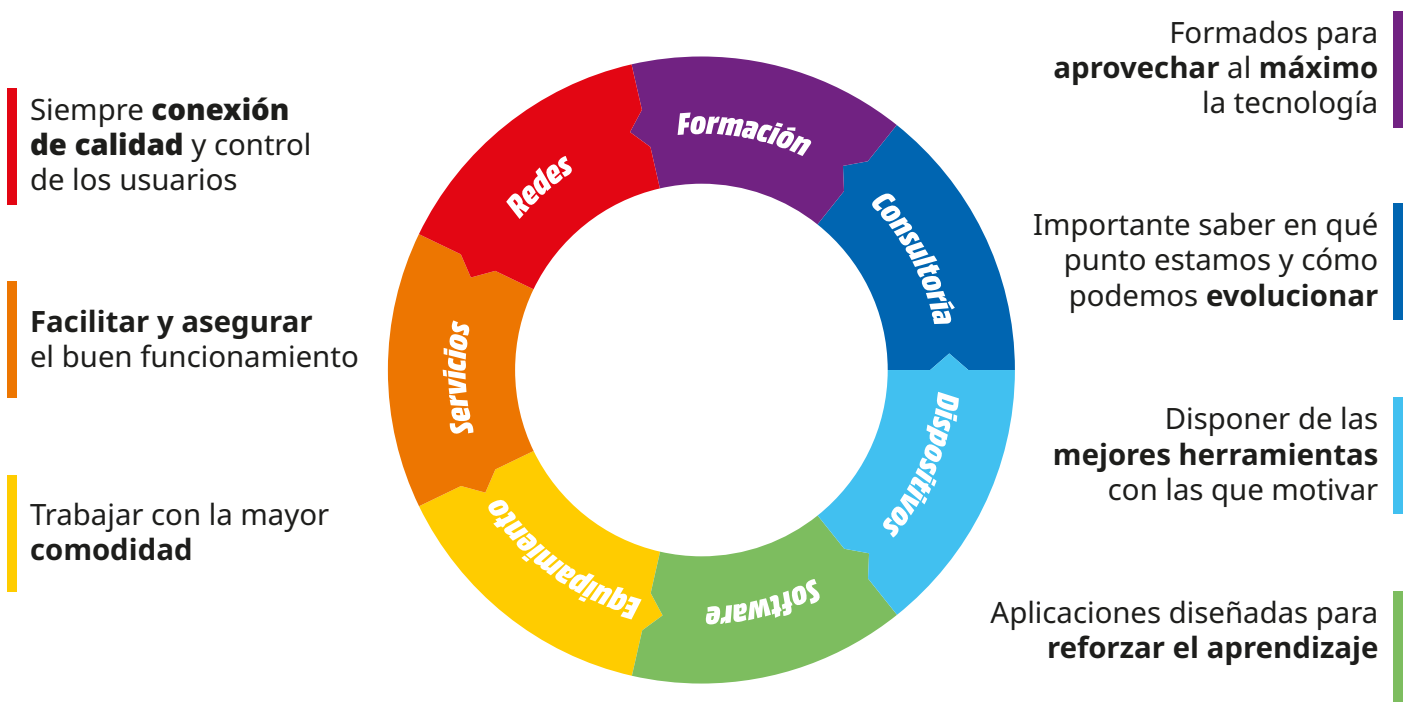 Siempre conexión
de calidad y control
de los usuarios
Facilitar y asegurar
el buen funcionamiento
Trabajar con la mayor
comodidad
Redes
Formación
Consultoría
Dispositivos
Software
Equipamiento
Servicios
Formados para
aprovechar al máximo
la tecnología
Importante saber en qué
punto estamos y cómo
podemos evolucionar
Disponer de las
mejores herramientas
con las que motivar
Aplicaciones diseñadas para
reforzar el aprendizaje